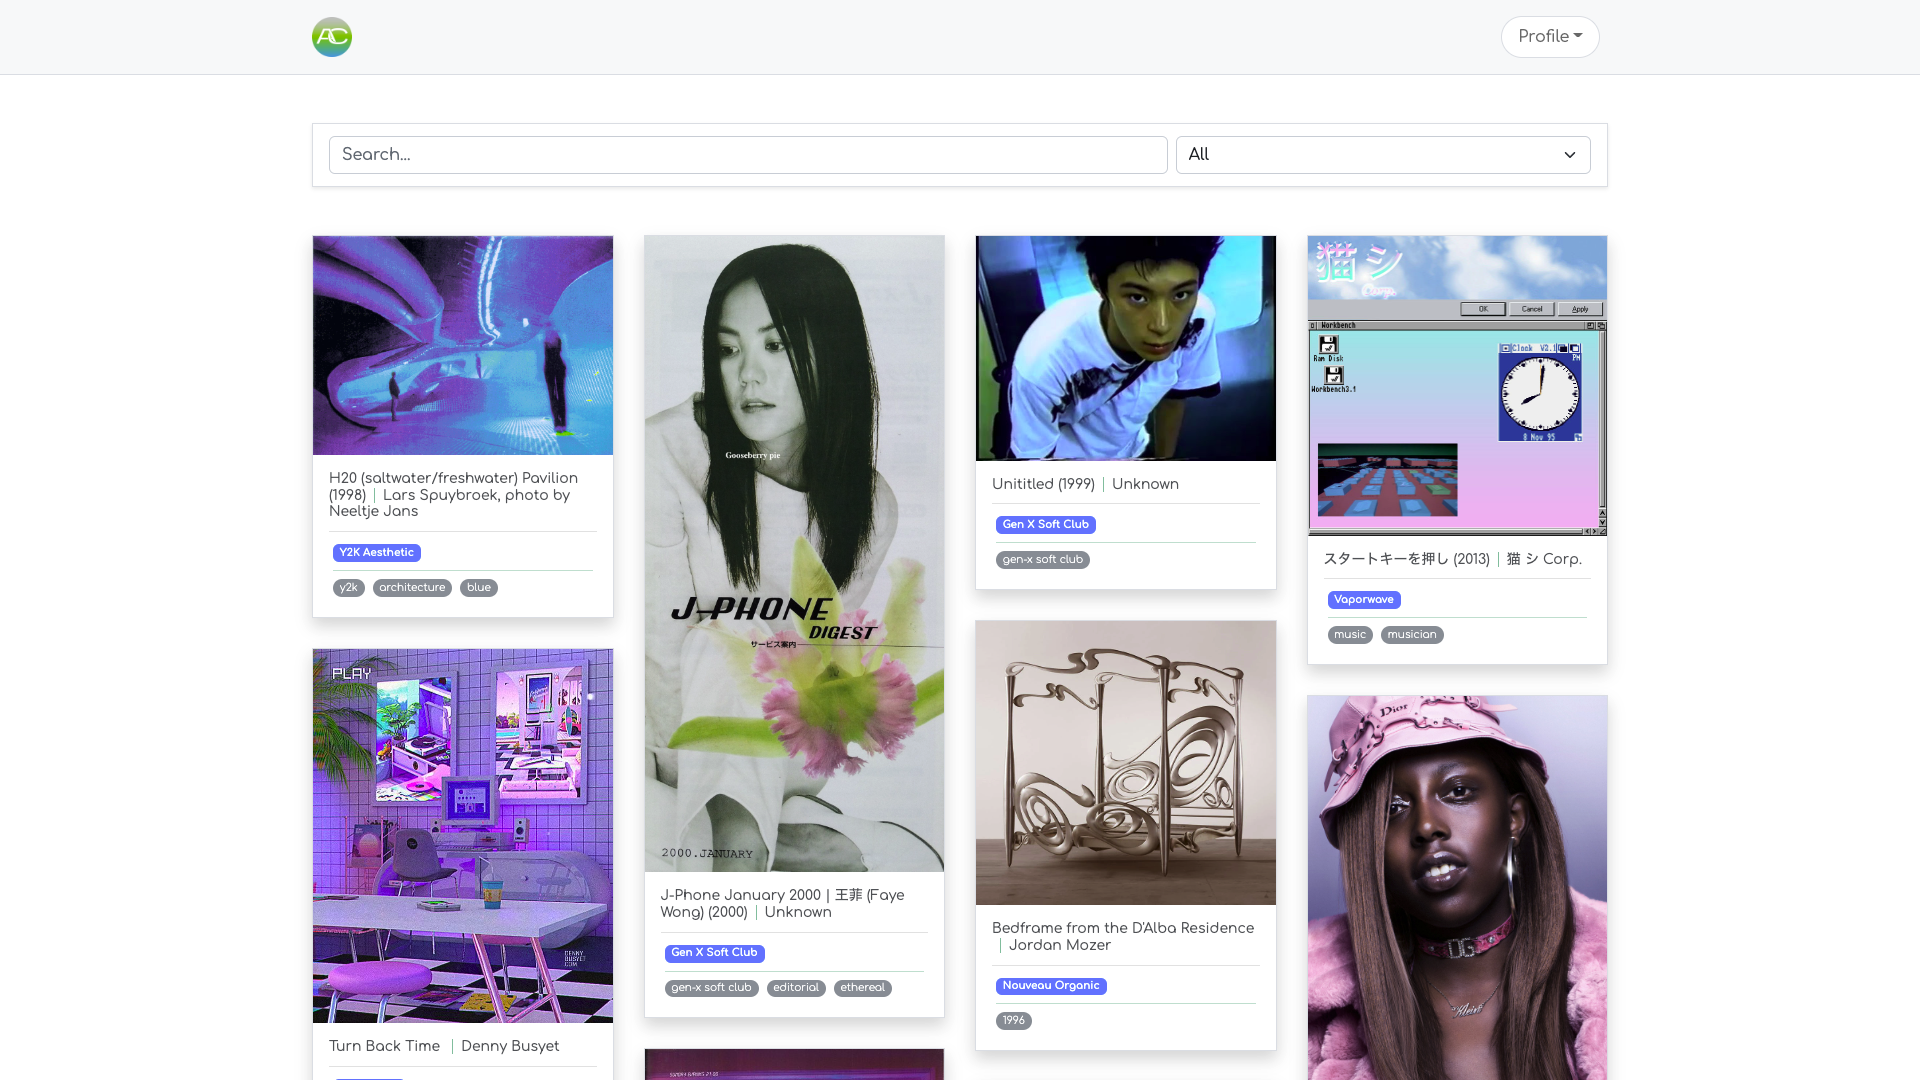 AC
Profile
Search...
All
H20 (saltwater/freshwater) Pavilion
(1998) | Lars Spuybroek, photo by
Neeltje Jans
Y2K Aesthetic
y2k architecture blue
PLAY
DENNY
BUSYET
.COM
Turn Back Time | Denny Busyet
Gooseberry pie
J-PHONE
DIGEST
サービス案内
2000.JANUARY
J-Phone January 2000 | 王菲 (Faye
Wong) (2000) | Unknown
Gen X Soft Club
gen-x soft club editorial ethereal
Unititled (1999) | Unknown
Gen X Soft Club
gen-x soft club
Bedframe from the D'Alba Residence
| Jordan Mozer
Nouveau Organic
1996
猫 シ
Corp.
OK Cancel Apply
Workbench
Ram Disk
Workbench3.1
Clock V2.1
PM
8 Nov 95
スタートキーを押し (2013) | 猫 シ Corp.
Vaporwave
music musician
Dior